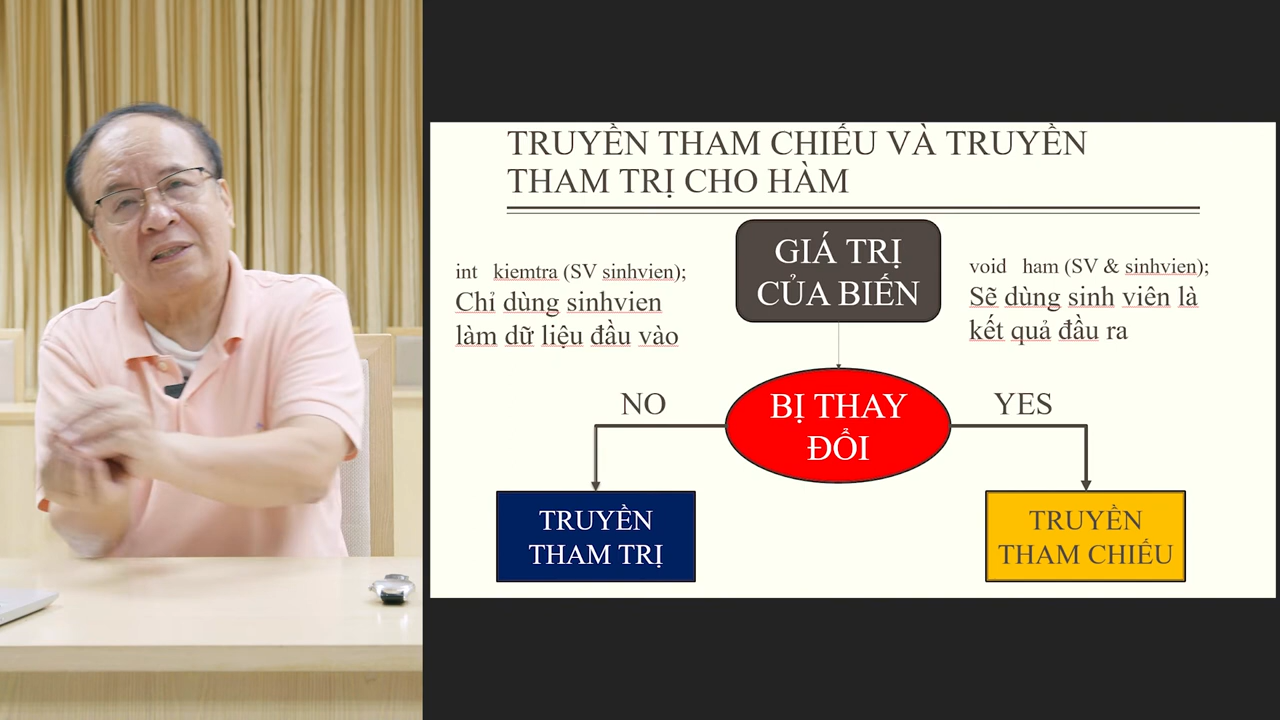 TRUYỀN THAM CHIẾU VÀ TRUYỀN
THAM TRỊ CHO HÀM
GIÁ TRỊ
CỦA BIẾN
int kiemtra (SV sinhvien);
Chỉ dùng sinhvien
làm dữ liệu đầu vào
void ham (SV & sinhvien);
Sẽ dùng sinh viên là
kết quả đầu ra
NO
BỊ THAY
ĐỔI
YES
TRUYỀN
THAM TRỊ
TRUYỀN
THAM CHIẾU